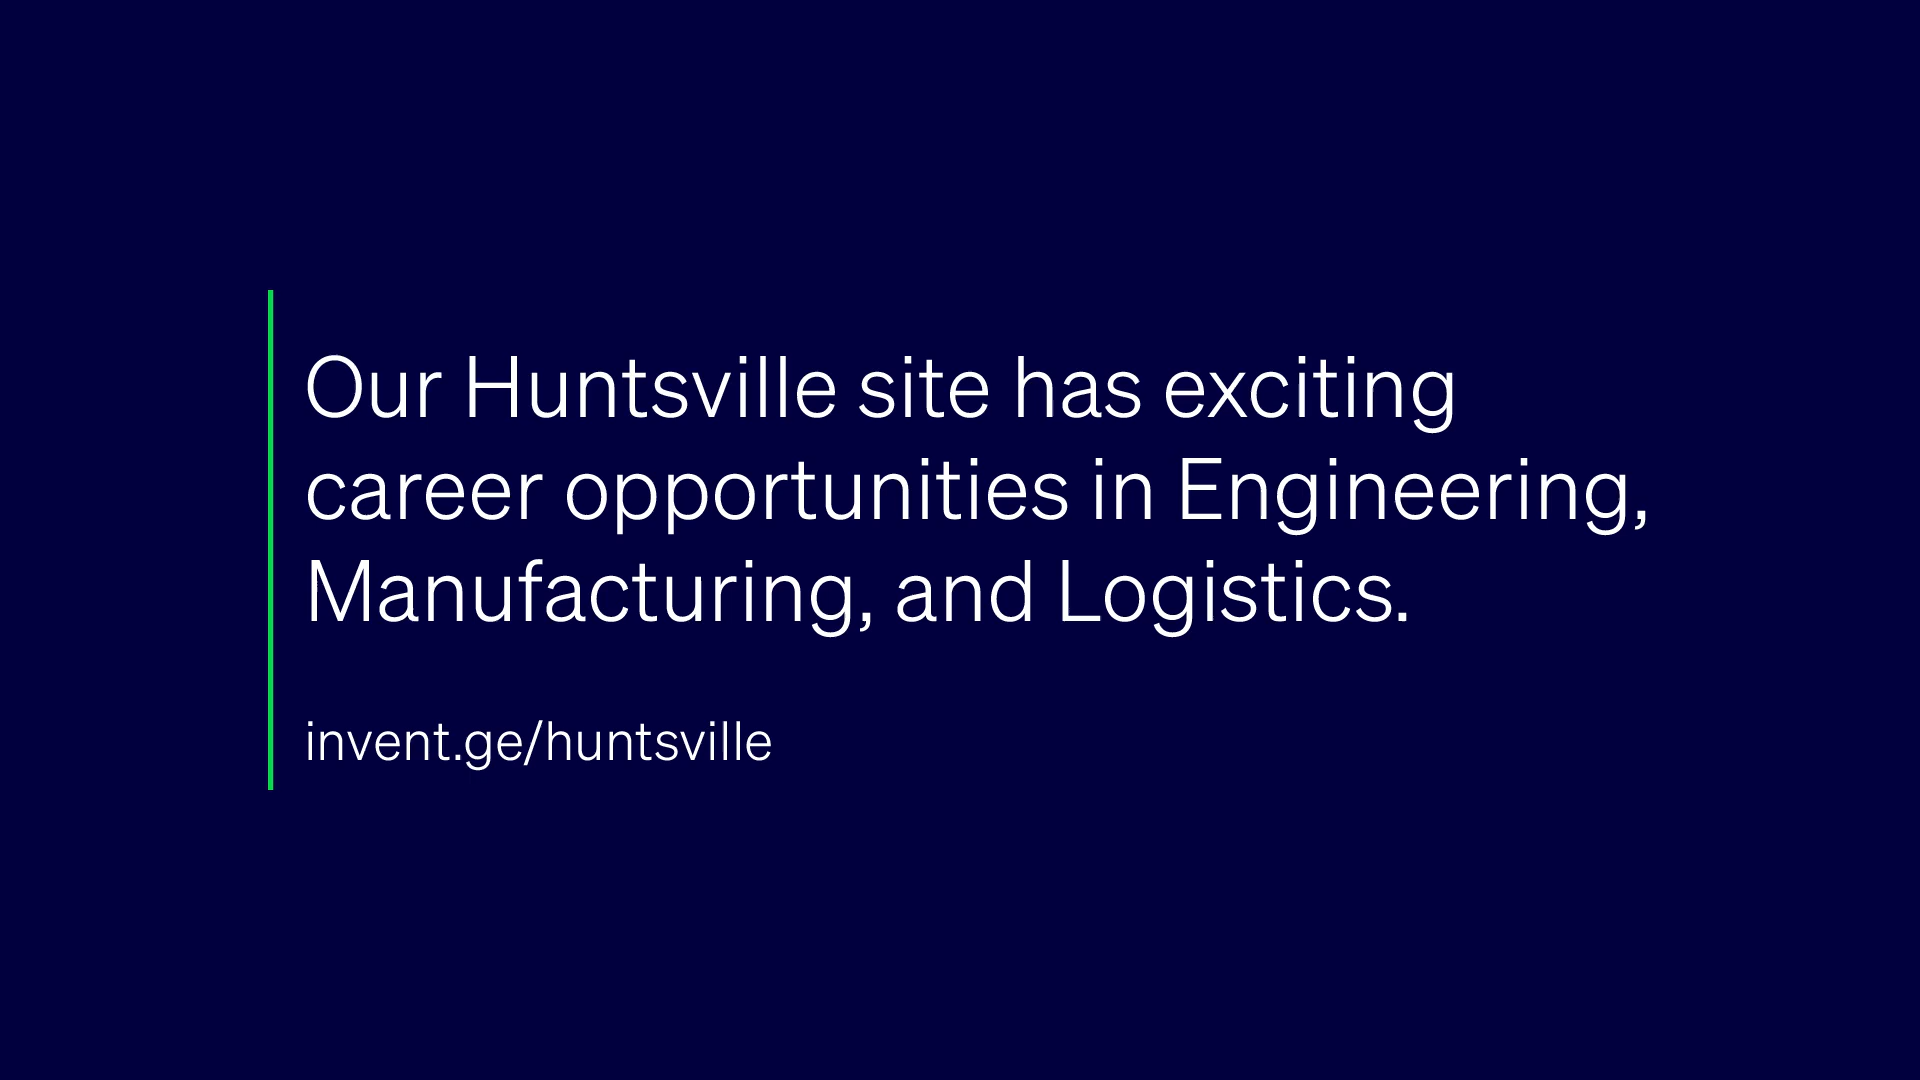 Our Huntsville site has exciting
career opportunities in Engineering,
Manufacturing, and Logistics.
invent.ge/huntsville